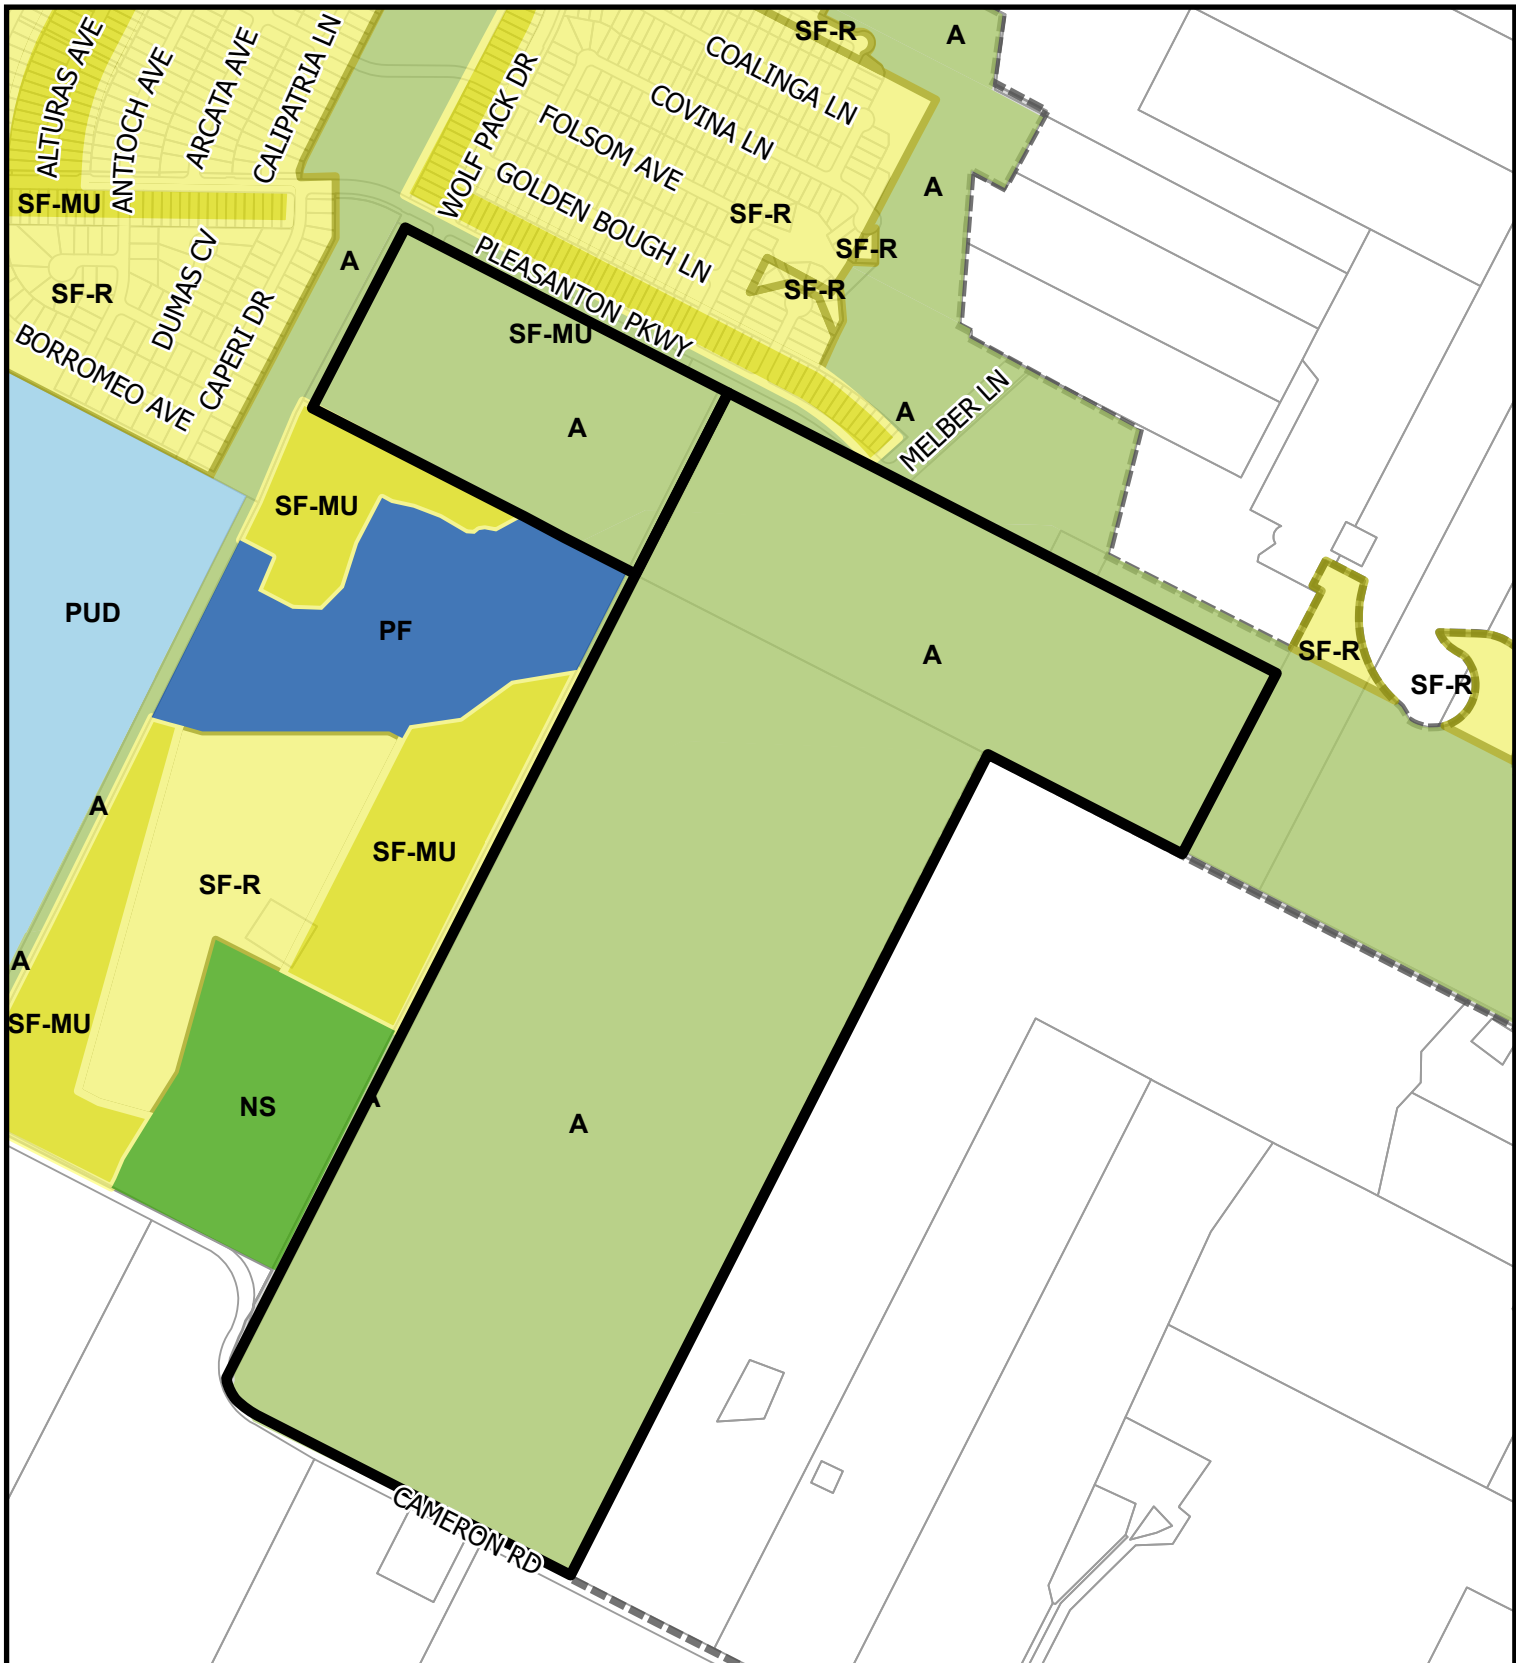 SF-R
A
ALTURAS AVE
ANTIOCH AVE
ARCATA AVE
CALIPATRIA LN
WOLF PACK DR
COALINGA LN
COVINA LN
FOLSOM AVE
GOLDEN BOUGH LN
SF-MU
A
SF-R
DUMAS CV
SF-R
A
PLEASANTON PKWY
SF-R
SF-R
CAPERI DR
BORROMEO AVE
SF-MU
MELBER LN
A
A
SF-MU
PUD
PF
A
SF-R
SF-R
A
SF-MU
SF-R
A
SF-MU
NS
A
A
CAMERON RD